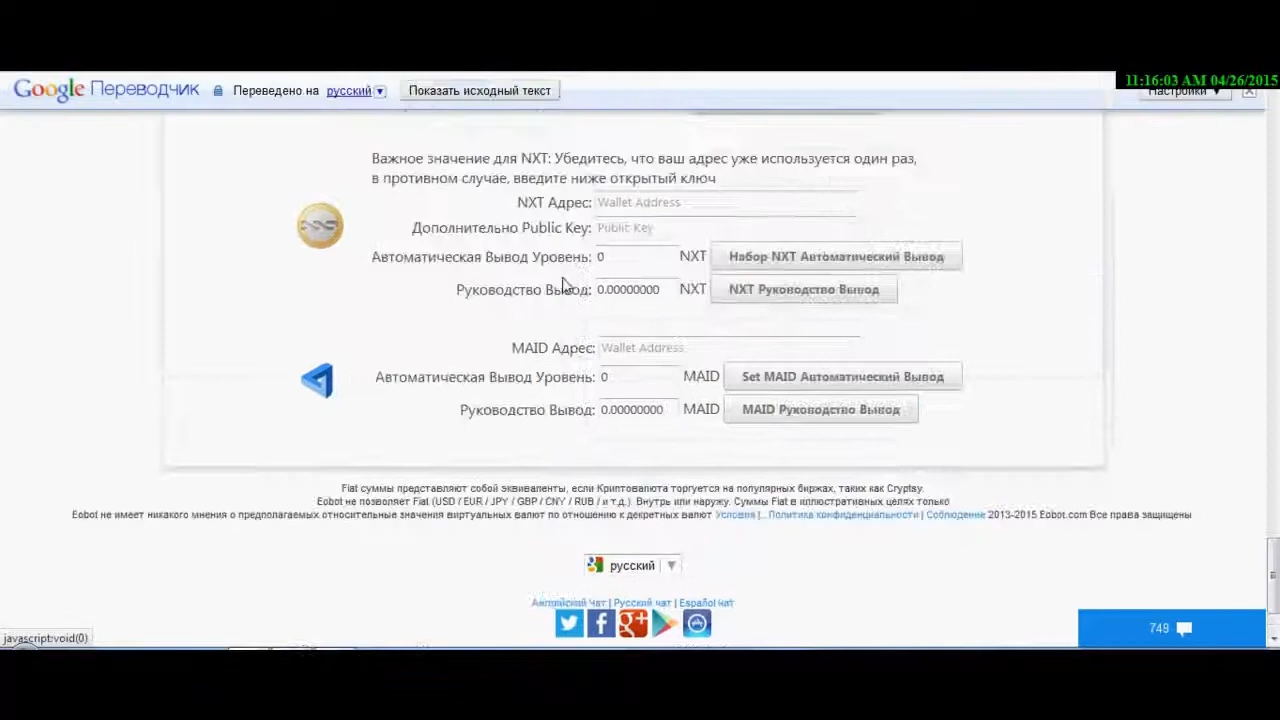 11:16:03 AM 04/26/2015
Google Переводчик Переведено на русский Показать исходный текст Настройки
Важное значение для NXT: Убедитесь, что ваш адрес уже используется один раз,
в противном случае, введите ниже открытый ключ
NXT Адрес: Wallet Address
Дополнительно Public Key: Public Key
Автоматическая Вывод Уровень: 0 NXT Набор NXT Автоматический Вывод
Руководство Вывод: 0.00000000 NXT NXT Руководство Вывод
MAID Адрес: Wallet Address
Автоматическая Вывод Уровень: 0 MAID Set MAID Автоматический Вывод
Руководство Вывод: 0.00000000 MAID MAID Руководство Вывод
Fiat суммы представляют собой эквиваленты, если Криптовалюта торгуется на популярных биржах, таких как Cryptsy.
Eobot не позволяет Fiat (USD / EUR / JPY / GBP / CNY / RUB / и т.д.). Внутрь или наружу. Суммы Fiat в иллюстративных целях только
Eobot не имеет никакого мнения о предполагаемых относительные значения виртуальных валют по отношению к декретных валют Условия |. Политика конфиденциальности | Соблюдение 2013-2015 Eobot.com Все права защищены
русский
Английский чат | Русский чат | Español чат
749
javascript:void(0)